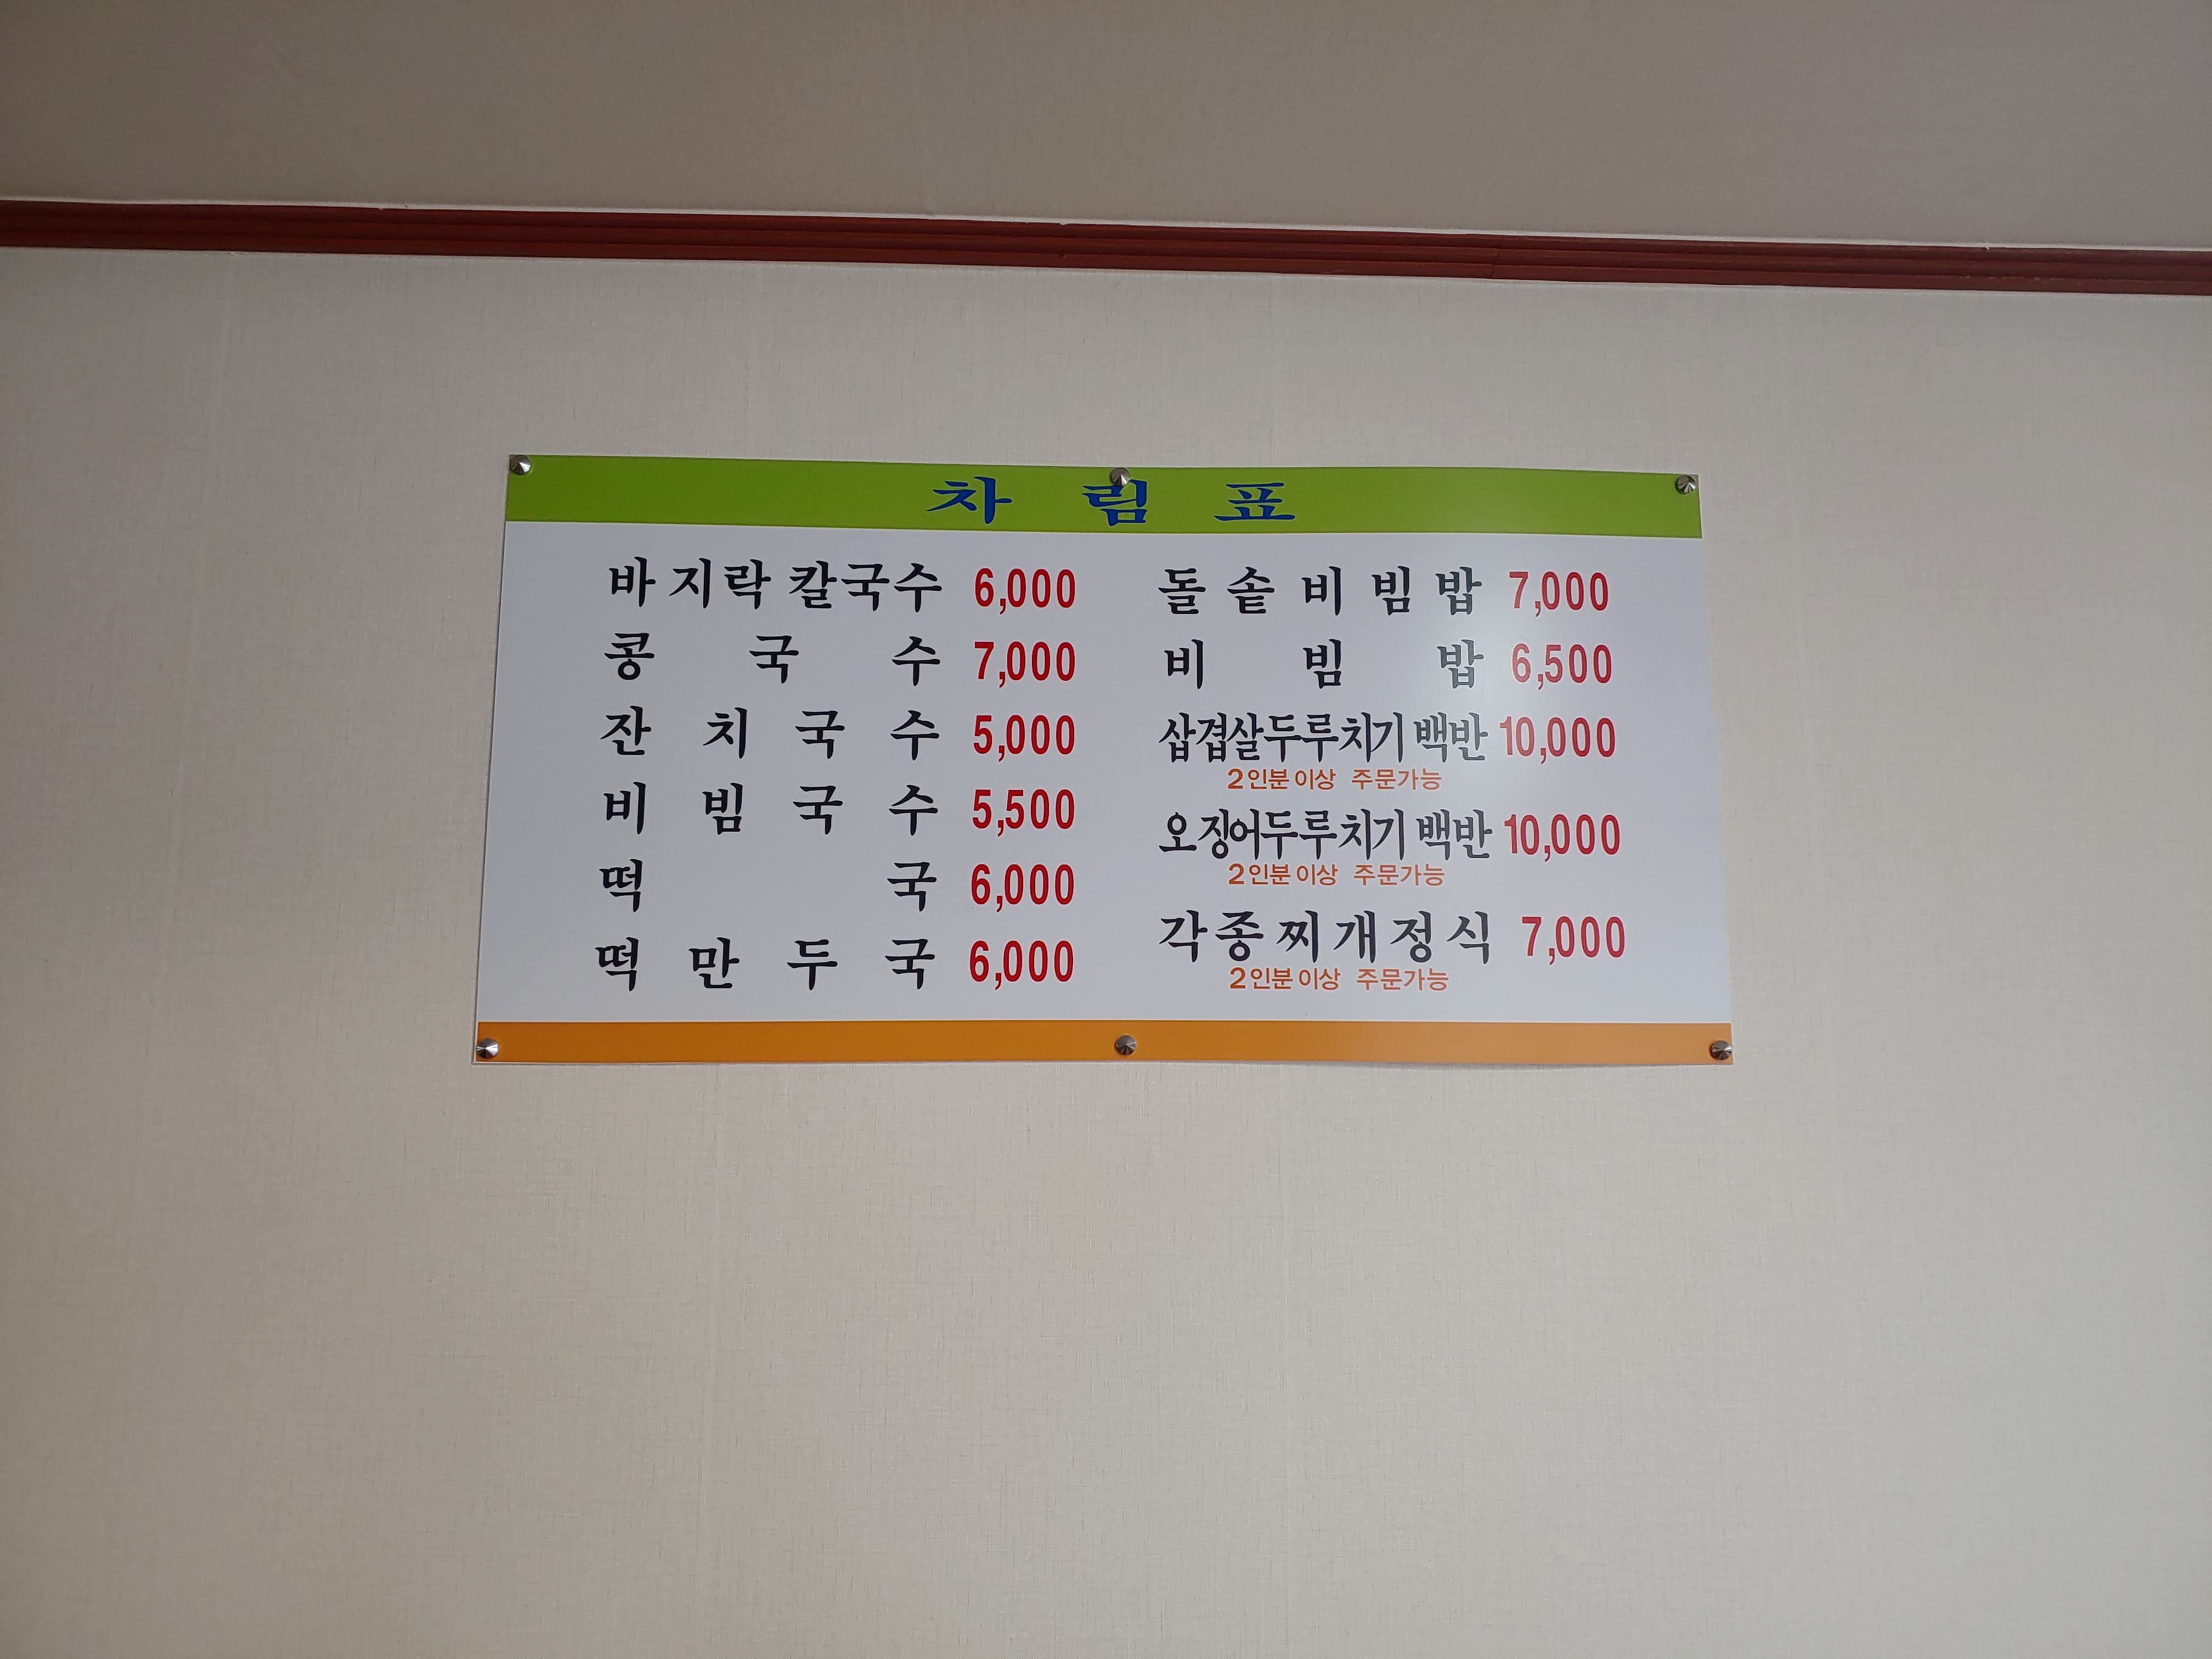 차림표
바지락 칼국수 6,000
콩국수 7,000
잔치국수 5,000
비빔국수 5,500
떡국 6,000
떡만두국 6,000
돌솥비빔밥 7,000
비빔밥 6,500
삽겹살두루치기 백반 10,000
2인분 이상 주문가능
오징어두루치기 백반 10,000
2인분 이상 주문가능
각종찌개정식 7,000
2인분 이상 주문가능